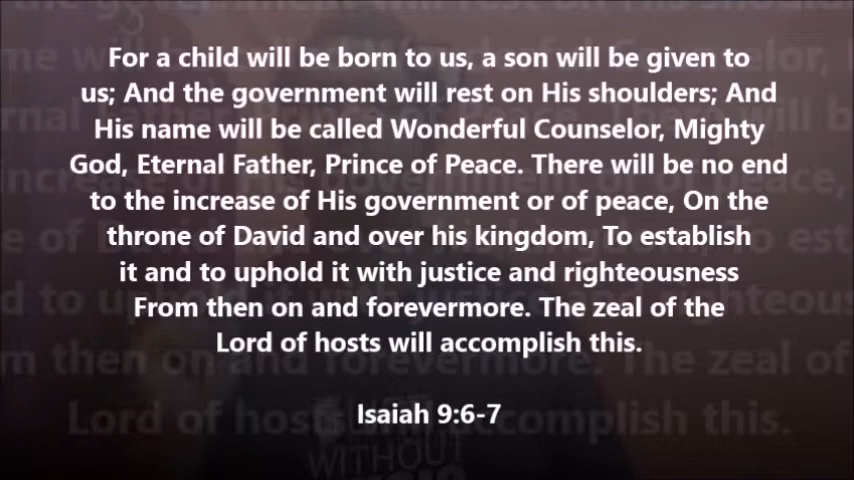 For a child will be born to us, a son will be given to
us; And the government will rest on His shoulders; And
His name will be called Wonderful Counselor, Mighty
God, Eternal Father, Prince of Peace. There will be no end
to the increase of His government or of peace, On the
throne of David and over his kingdom, To establish
it and to uphold it with justice and righteousness
From then on and forevermore. The zeal of the
Lord of hosts will accomplish this.
Isaiah 9:6-7
WITHOUT